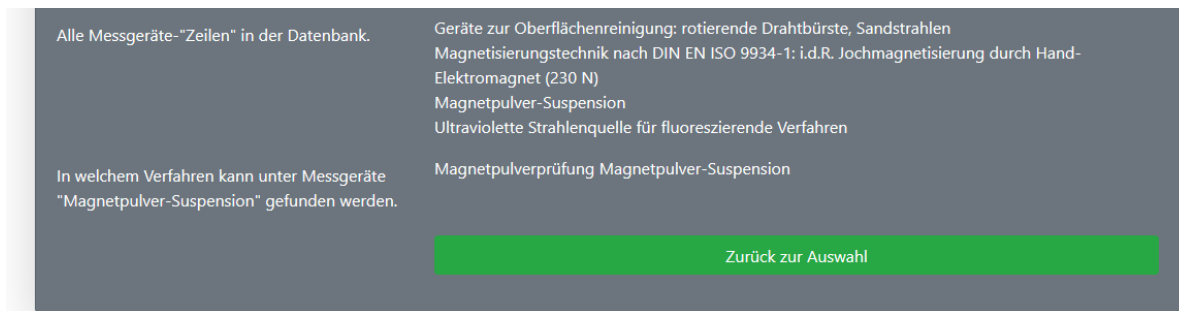 Alle Messgeräte-"Zeilen" in der Datenbank.
Geräte zur Oberflächenreinigung: rotierende Drahtbürste, Sandstrahlen
Magnetisierungstechnik nach DIN EN ISO 9934-1: i.d.R. Jochmagnetisierung durch Hand-
Elektromagnet (230 N)
Magnetpulver-Suspension
Ultraviolette Strahlenquelle für fluoreszierende Verfahren
In welchem Verfahren kann unter Messgeräte
"Magnetpulver-Suspension" gefunden werden.
Magnetpulverprüfung Magnetpulver-Suspension
Zurück zur Auswahl